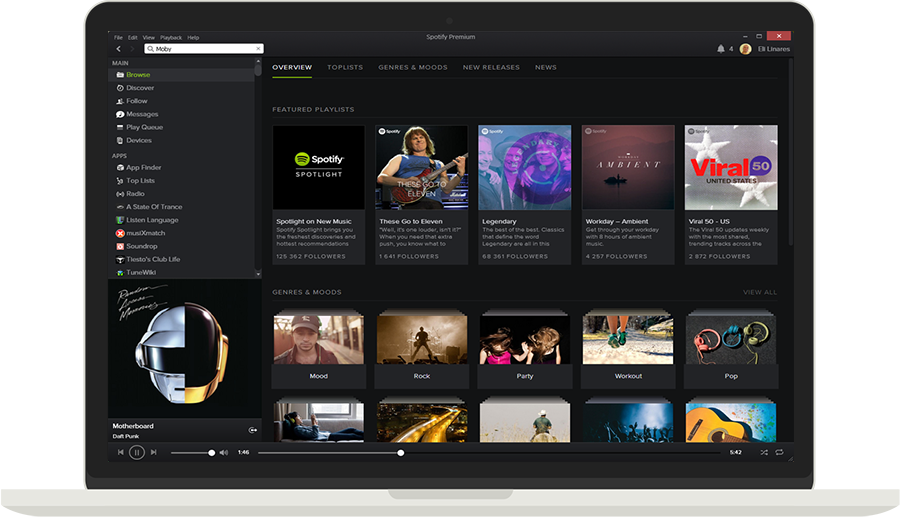 File Edit View Playback Help
Spotify Premium
Moby
4 Eli Linares
MAIN
Browse
Discover
Follow
Messages
Play Queue
Devices
APPS
App Finder
Top Lists
Radio
A State Of Trance
Listen Language
musiXmatch
Soundrop
Tiësto's Club Life
TuneWiki
Random
Access
Memories
Motherboard
Daft Punk
OVERVIEW TOPLISTS GENRES & MOODS NEW RELEASES NEWS
FEATURED PLAYLISTS
Spotify
SPOTLIGHT
Spotlight on New Music
Spotify Spotlight brings you
the freshest discoveries and
hottest recommendations
125 362 FOLLOWERS
Spotify
THESE GO TO
ELEVEN
These Go to Eleven
"Well, it's one louder, isn't it?"
When you need that extra
push, you know what to
1 641 FOLLOWERS
Spotify
LEGENDARY
Legendary
The best of the best. Classics
that define the word
Legendary are all in this
68 361 FOLLOWERS
Spotify
WORKDAY
AMBIENT
Workday – Ambient
Get through your workday
with 8 hours of ambient
music.
4 257 FOLLOWERS
Spotify
Viral 50
UNITED STATES
Viral 50 - US
The Viral 50 updates weekly
with the most shared,
trending tracks across the
2 872 FOLLOWERS
GENRES & MOODS VIEW ALL
Mood
Rock
Party
Workout
Pop
1:46
5:42